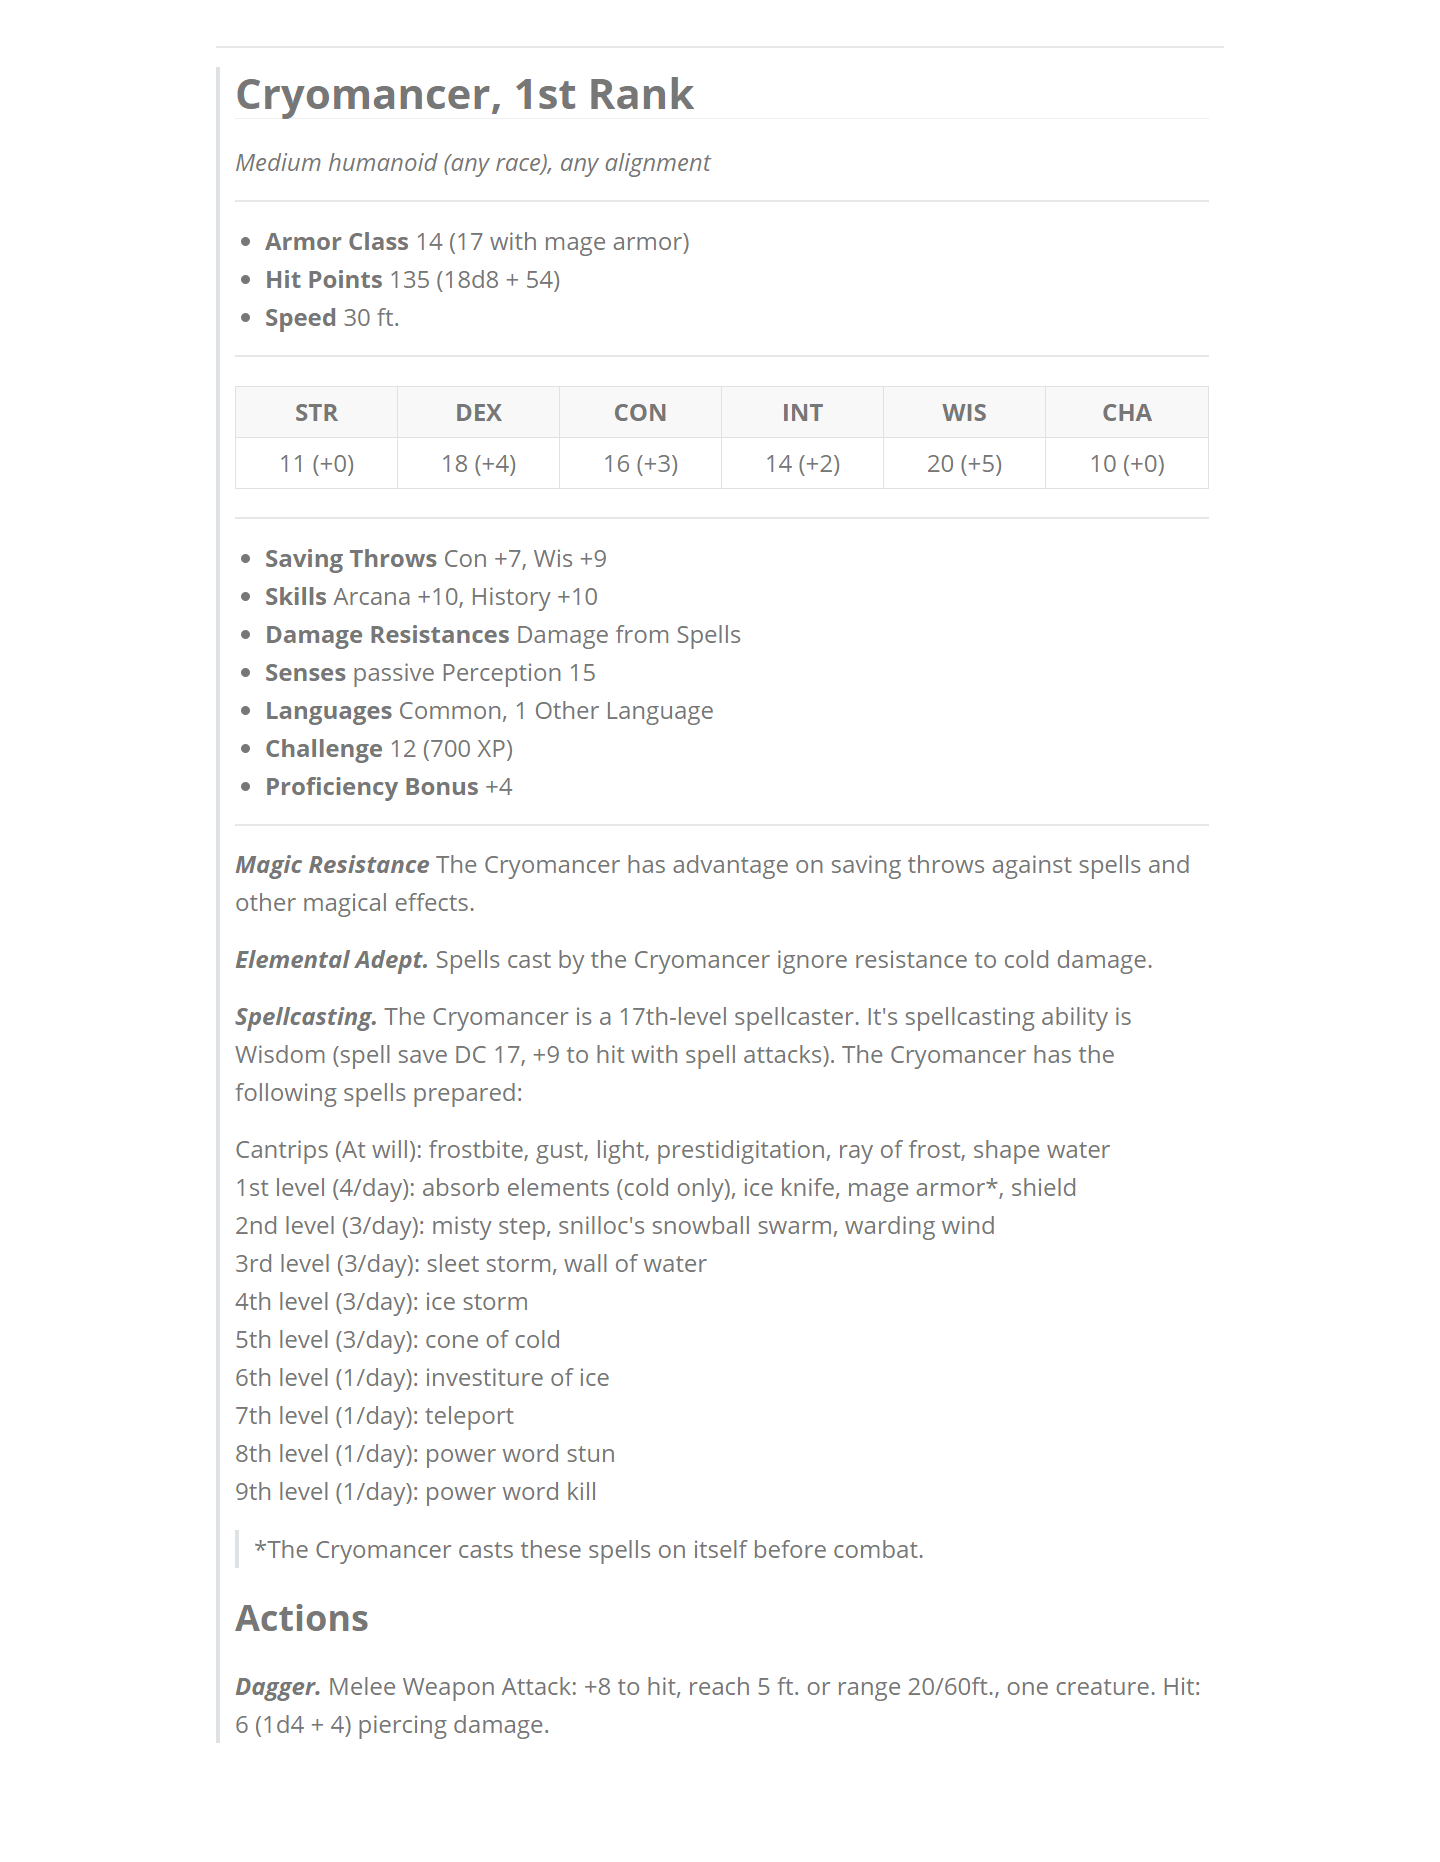 Cryomancer, 1st Rank
Medium humanoid (any race), any alignment
Armor Class 14 (17 with mage armor)
Hit Points 135 (18d8 + 54)
Speed 30 ft.
STR DEX CON INT WIS CHA
11 (+0) 18 (+4) 16 (+3) 14 (+2) 20 (+5) 10 (+0)
Saving Throws Con +7, Wis +9
Skills Arcana +10, History +10
Damage Resistances Damage from Spells
Senses passive Perception 15
Languages Common, 1 Other Language
Challenge 12 (700 XP)
Proficiency Bonus +4
Magic Resistance The Cryomancer has advantage on saving throws against spells and
other magical effects.
Elemental Adept. Spells cast by the Cryomancer ignore resistance to cold damage.
Spellcasting. The Cryomancer is a 17th-level spellcaster. It's spellcasting ability is
Wisdom (spell save DC 17, +9 to hit with spell attacks). The Cryomancer has the
following spells prepared:
Cantrips (At will): frostbite, gust, light, prestidigitation, ray of frost, shape water
1st level (4/day): absorb elements (cold only), ice knife, mage armor*, shield
2nd level (3/day): misty step, snilloc's snowball swarm, warding wind
3rd level (3/day): sleet storm, wall of water
4th level (3/day): ice storm
5th level (3/day): cone of cold
6th level (1/day): investiture of ice
7th level (1/day): teleport
8th level (1/day): power word stun
9th level (1/day): power word kill
*The Cryomancer casts these spells on itself before combat.
Actions
Dagger. Melee Weapon Attack: +8 to hit, reach 5 ft. or range 20/60ft., one creature. Hit:
6 (1d4 + 4) piercing damage.